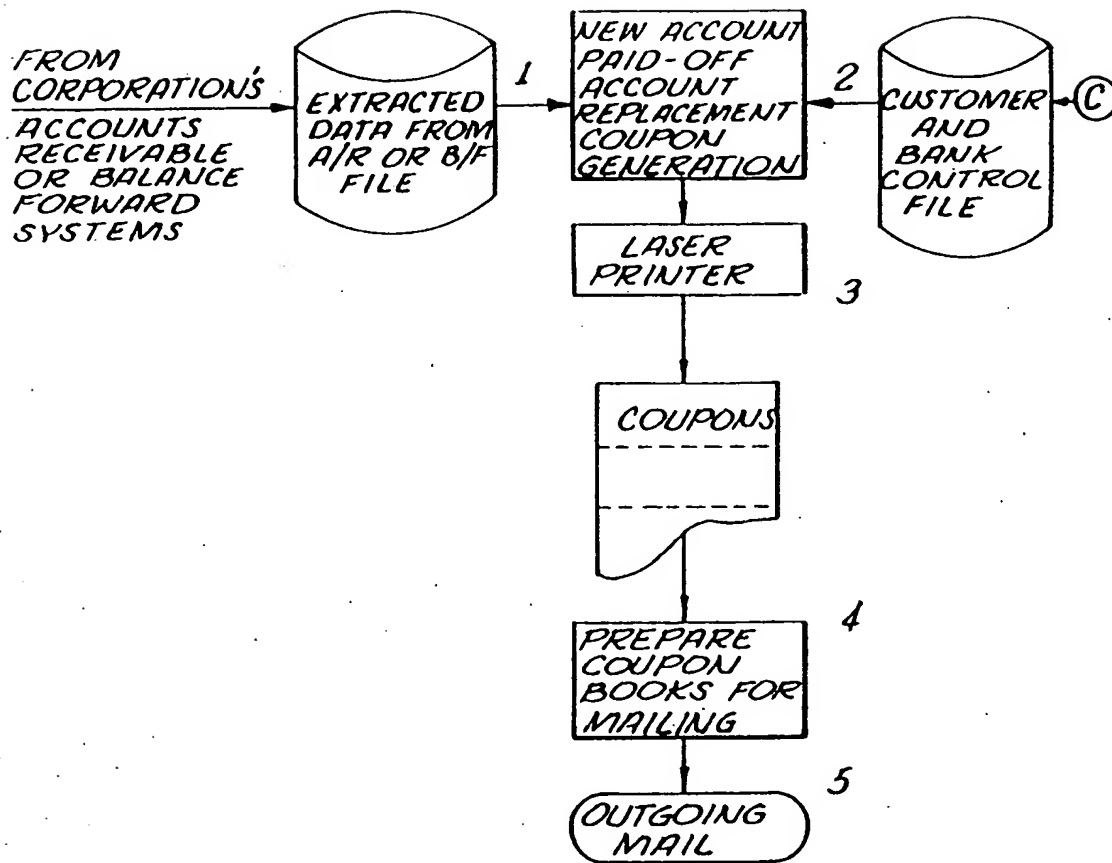 FROM
CORPORATION'S
ACCOUNTS
RECEIVABLE
OR BALANCE
FORWARD
SYSTEMS
EXTRACTED
DATA FROM
A/R OR B/F
FILE
1
NEW ACCOUNT
PAID-OFF
ACCOUNT
REPLACEMENT
COUPON
GENERATION
2
CUSTOMER
AND
BANK
CONTROL
FILE
C
LASER
PRINTER
3
COUPONS
4
PREPARE
COUPON
BOOKS FOR
MAILING
5
OUTGOING
MAIL